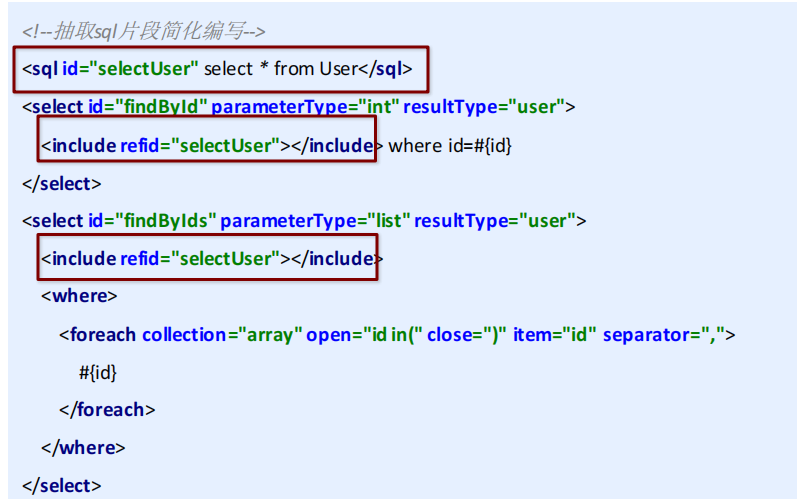 <!--抽取sql片段简化编写-->
<sql id="selectUser" select * from User</sql>
<select id="findById" parameterType="int" resultType="user">
<include refid="selectUser"></include> where id=#{id}
</select>
<select id="findByIds" parameterType="list" resultType="user">
<include refid="selectUser"></include>
<where>
<foreach collection="array" open="id in(" close=")" item="id" separator=",">
#{id}
</foreach>
</where>
</select>